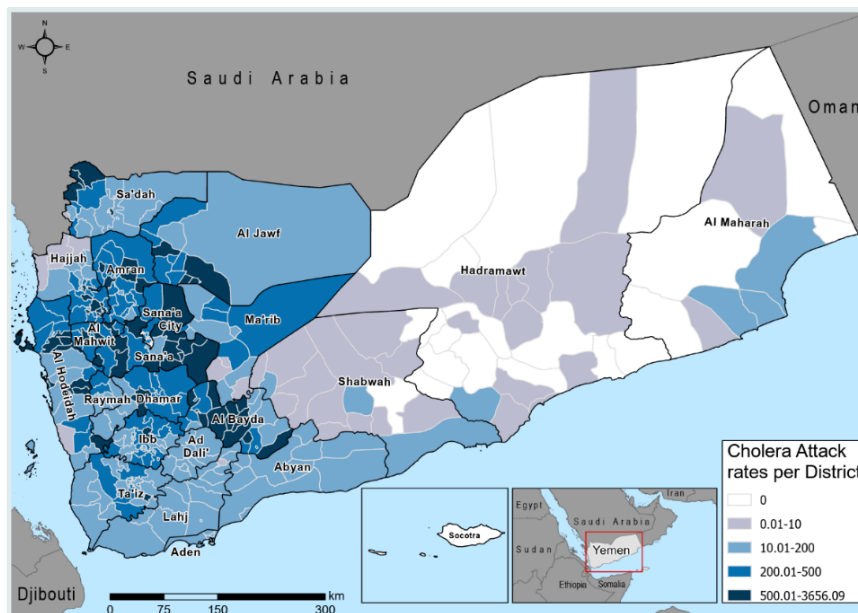 N
W
E
S
Saudi Arabia
Oman
Sa'dah
Al Jawf
Al Maharah
Hajjah
Amran
Hadramawt
Sana'a
City
Ma'rib
Al
Mahwit
Sana'a
Al Hodeidah
Shabwah
Raymah
Dhamar
Al Bayda
Ibb
Ad
Dali'
Abyan
Ta'iz
Lahj
Aden
Djibouti
km
0 75 150 300
Socotra
Iran
Egypt
Saudi Arabia
Sudan
Yemen
Ethiopia
Somalia
Cholera Attack
rates per District
0
0.01-10
10.01-200
200.01-500
500.01-3656.09